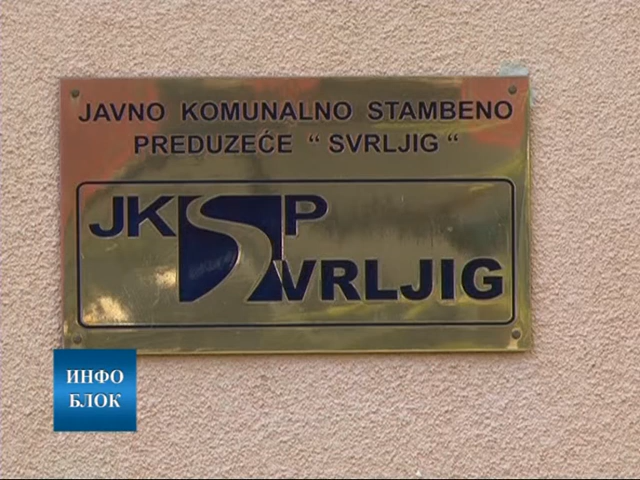 JAVNO KOMUNALNO STAMBENO
PREDUZEĆE “ SVRLJIG “
JKSP
SVRLJIG
ИНФО
БЛОК